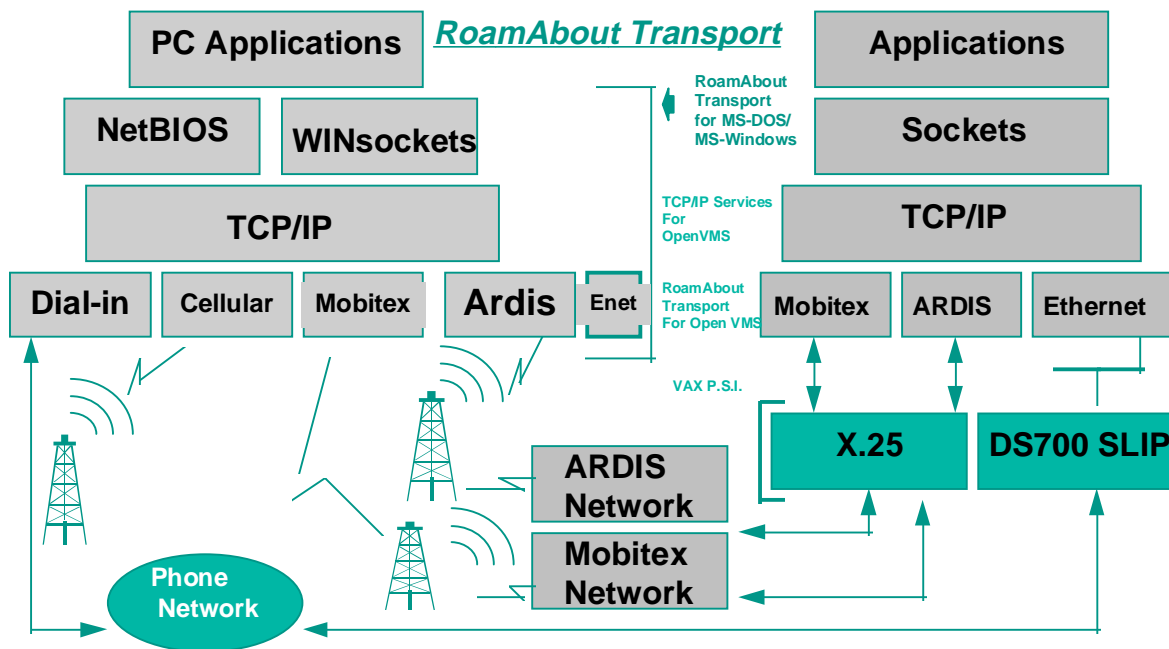 RoamAbout Transport
PC Applications
NetBIOS
WINsockets
TCP/IP
Dial-in
Cellular
Mobitex
Ardis
Enet
RoamAbout
Transport
for MS-DOS/
MS-Windows
TCP/IP Services
For
OpenVMS
RoamAbout
Transport
For Open VMS
VAX P.S.I.
Applications
Sockets
TCP/IP
Mobitex
ARDIS
Ethernet
X.25
DS700 SLIP
ARDIS
Network
Mobitex
Network
Phone
Network